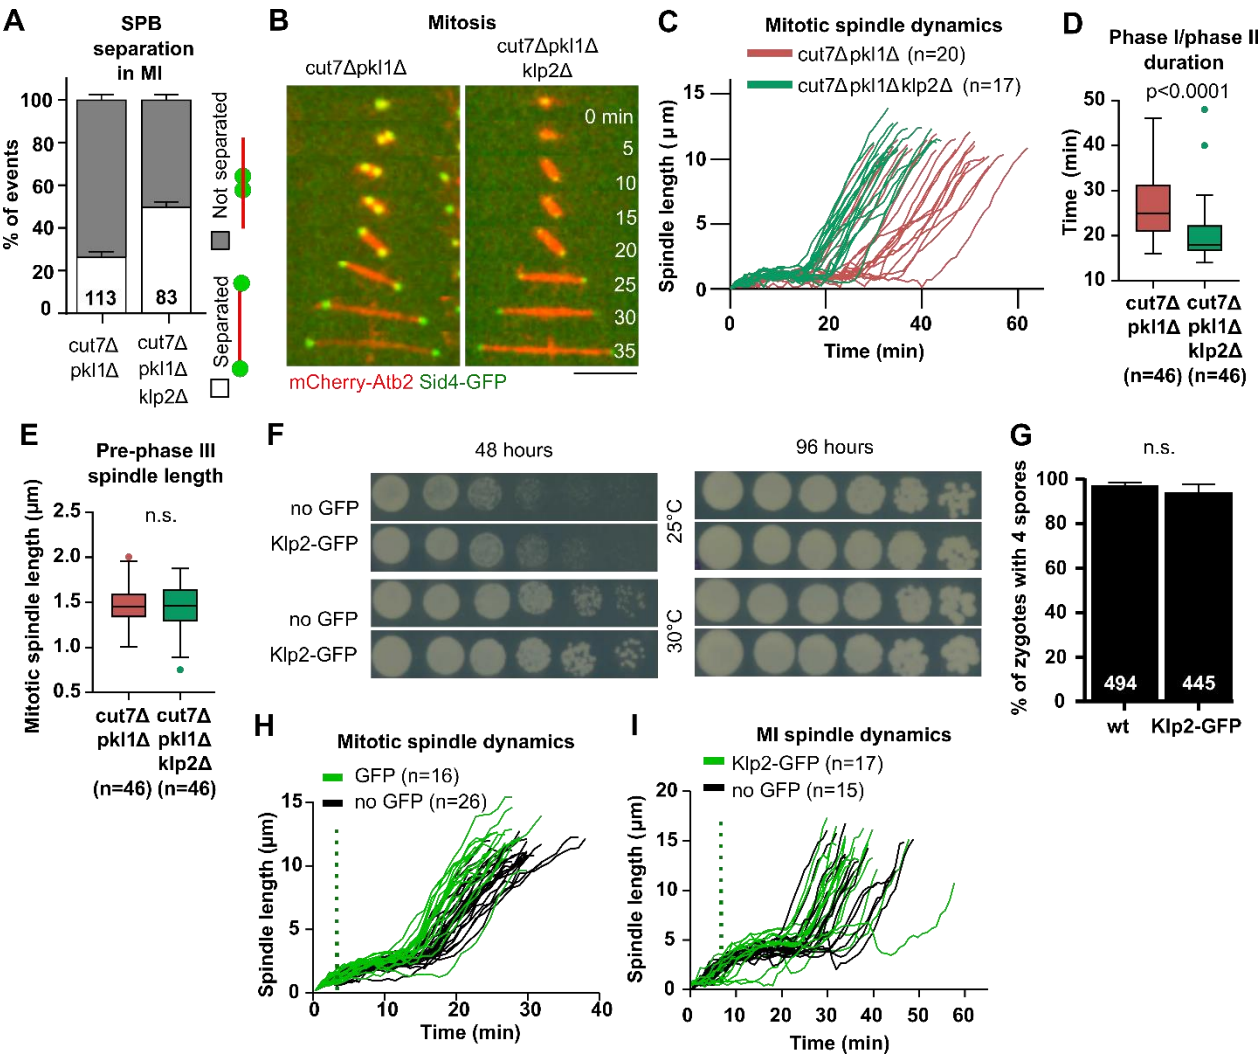 A
SPB
separation
in MI
% of events
100
80
60
40
20
0
113
83
cut7Δ
pkl1Δ
cut7Δ
pkl1Δ
klp2Δ
Not separated
Separated
B
Mitosis
cut7Δpkl1Δ
cut7Δpkl1Δ
klp2Δ
0 min
5
10
15
20
25
30
35
mCherry-Atb2 Sid4-GFP
C
Mitotic spindle dynamics
cut7Δpkl1Δ (n=20)
cut7Δpkl1Δklp2Δ (n=17)
Spindle length (μm)
15
10
5
0
0
20
40
60
Time (min)
D
Phase I/phase II
duration
p<0.0001
Time (min)
50
40
30
20
10
cut7Δ
pkl1Δ
(n=46)
cut7Δ
pkl1Δ
klp2Δ
(n=46)
E
Pre-phase III
spindle length
n.s.
Mitotic spindle length (μm)
2.5
2.0
1.5
1.0
0.5
cut7Δ
pkl1Δ
(n=46)
cut7Δ
pkl1Δ
klp2Δ
(n=46)
F
48 hours
96 hours
no GFP
Klp2-GFP
no GFP
Klp2-GFP
25°C
30°C
G
n.s.
% of zygotes with 4 spores
100
80
60
40
20
0
494
445
wt
Klp2-GFP
H
Mitotic spindle dynamics
GFP (n=16)
no GFP (n=26)
Spindle length (μm)
15
10
5
0
0
10
20
30
40
Time (min)
I
MI spindle dynamics
Klp2-GFP (n=17)
no GFP (n=15)
Spindle length (μm)
20
15
10
5
0
0
10
20
30
40
50
60
Time (min)